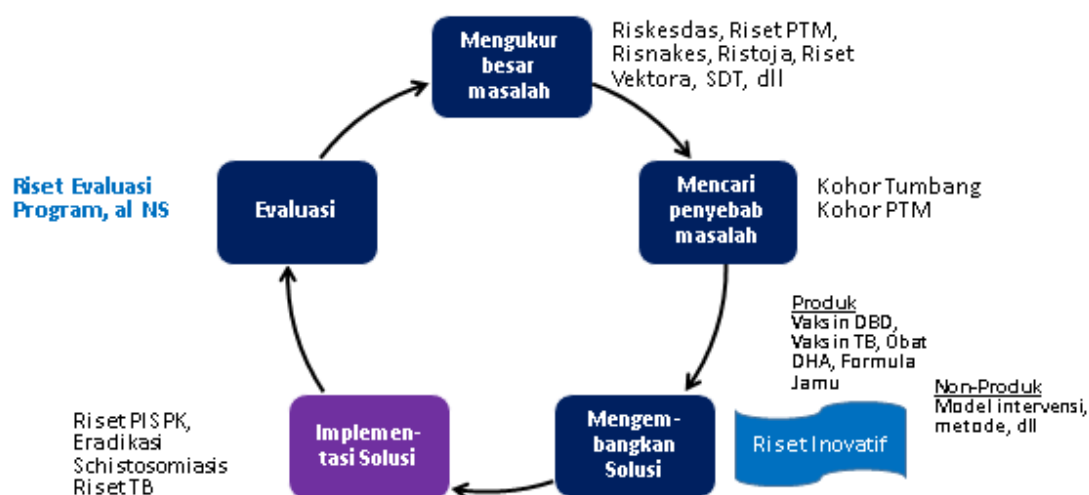 Mengukur
besar
masalah
Riskesdas, Riset PTM,
Risnakes, Ristoja, Riset
Vektora, SDT, dll
Mencari
penyebab
masalah
Kohor Tumbang
Kohor PTM
Produk
Vaksin DBD,
Vaksin TB, Obat
DHA, Formula
Jamu
Non-Produk
Model intervensi,
metode, dll
Riset Inovatif
Mengem-
bangkan
Solusi
Implemen-
tasi Solusi
Riset PISPK,
Eradikasi
Schistosomiasis
Riset TB
Evaluasi
Riset Evaluasi
Program, al NS